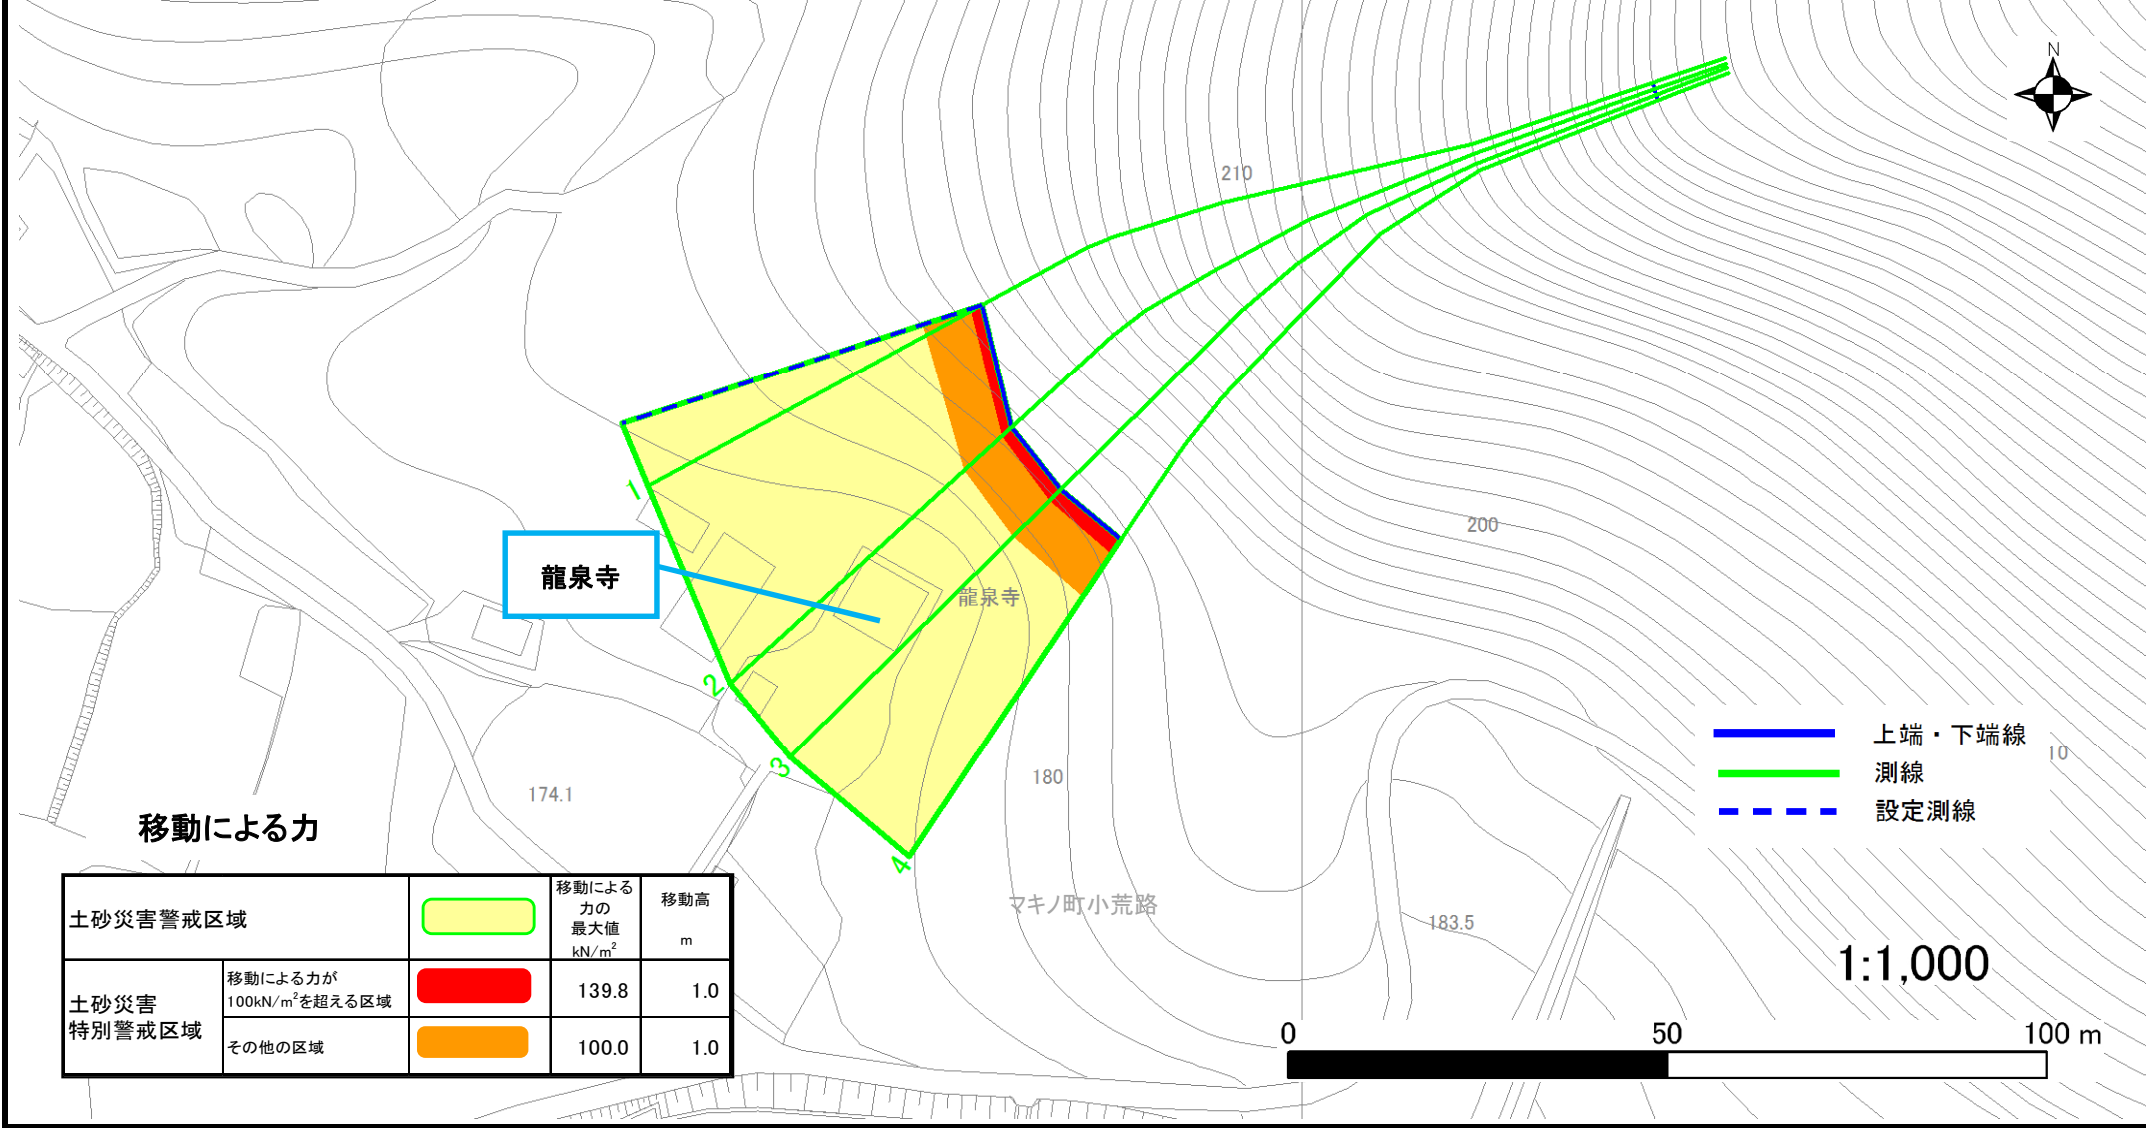 N
210
200
10
龍泉寺
龍泉寺
1
2
3
4
180
174.1
183.5
マキノ町小荒路
上端・下端線
測線
設定測線
移動による力
土砂災害警戒区域
移動による
力の
最大値
kN/m²
移動高
m
土砂災害
特別警戒区域
移動による力が
100kN/m²を超える区域
139.8
1.0
その他の区域
100.0
1.0
1:1,000
0 50 100 m